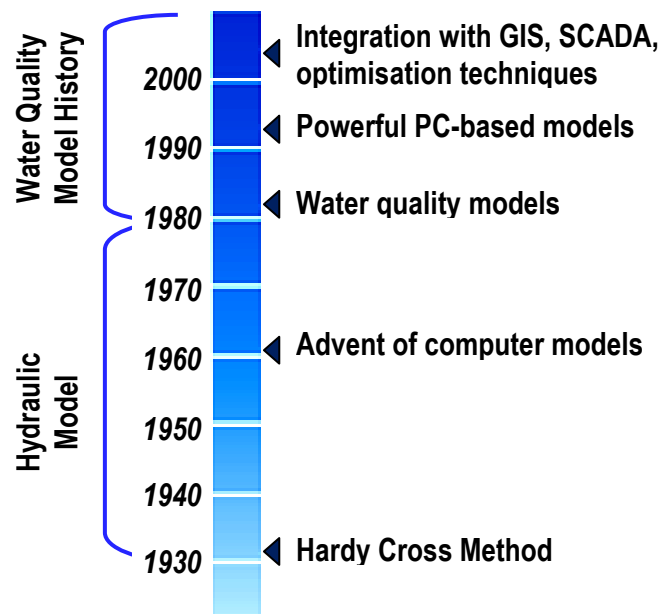 Water Quality
Model History
Hydraulic
Model
2000
1990
1980
1970
1960
1950
1940
1930
Integration with GIS, SCADA,
optimisation techniques
Powerful PC-based models
Water quality models
Advent of computer models
Hardy Cross Method